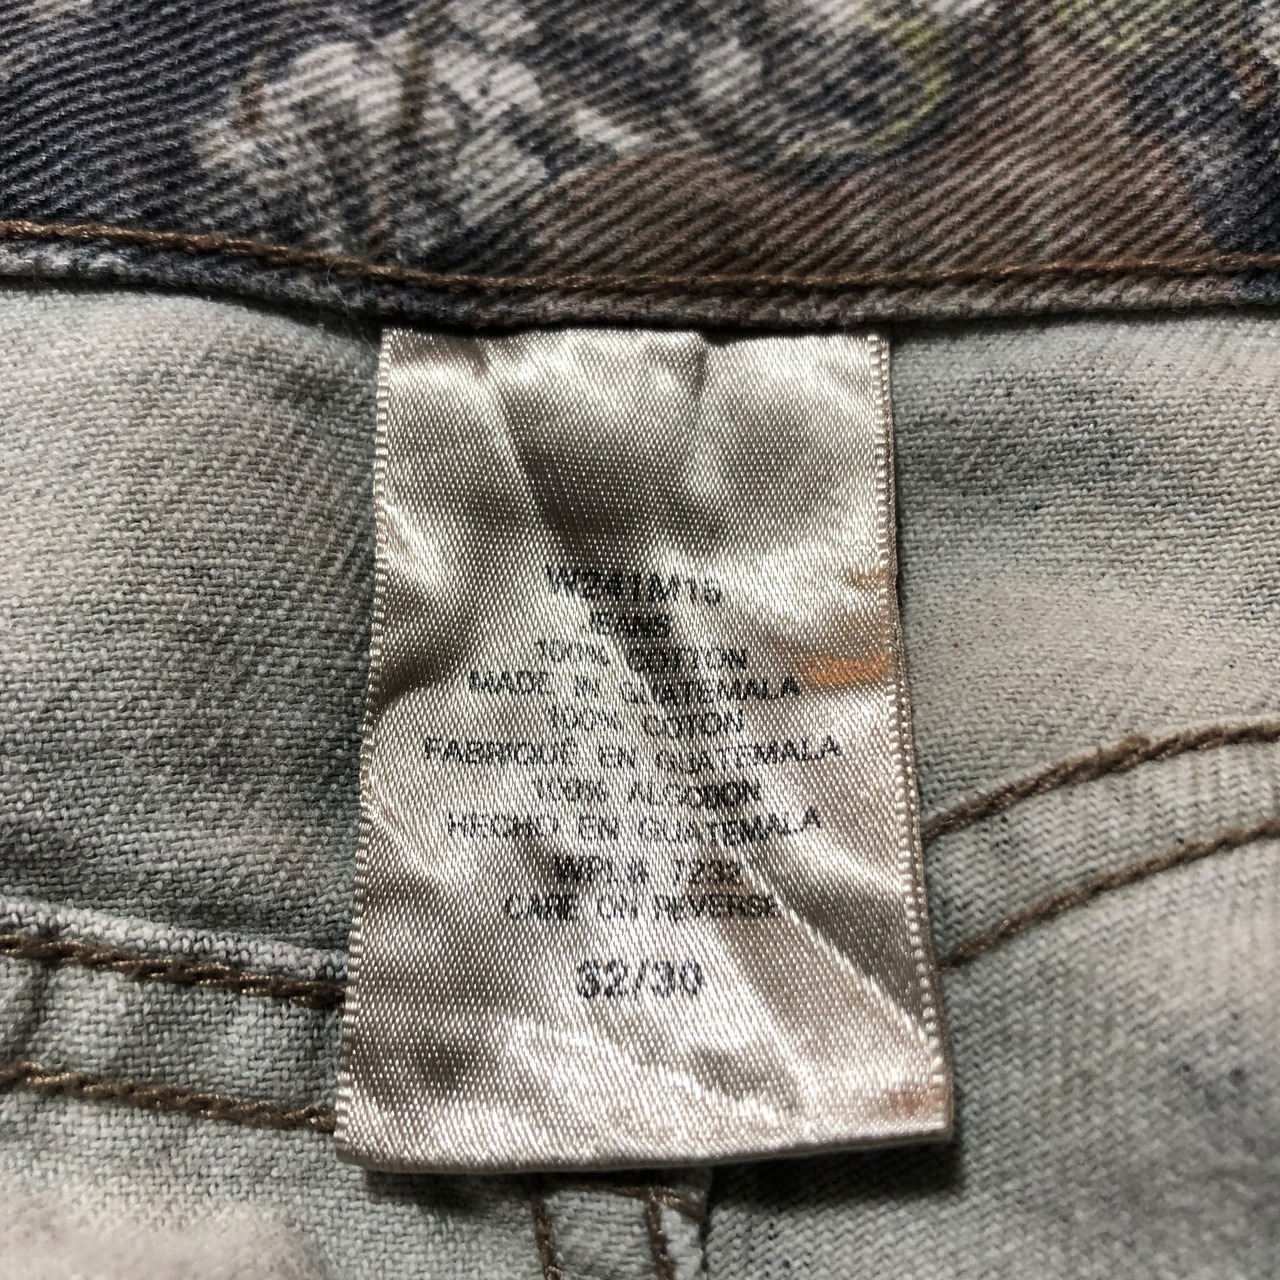 JEANS
100% COTTON
MADE IN GUATEMALA
100% COTON
FABRIQUÉ EN GUATEMALA
100% ALGODON
HECHO EN GUATEMALA
CARE ON REVERSE
32/30